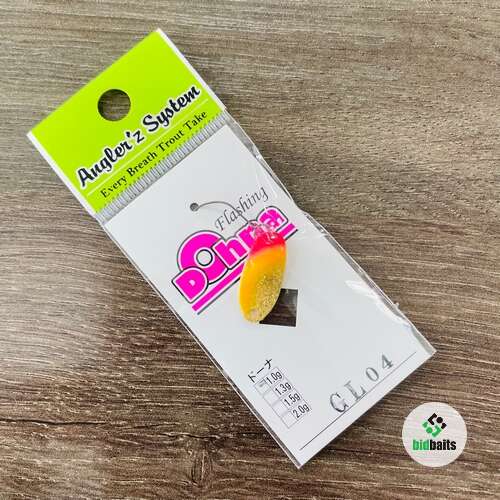 Angler'z System
Every Breath Trout Take
Flashing
Dohna
ドーナ
1.0g
1.3g
1.5g
2.0g
GL04
bidbaits